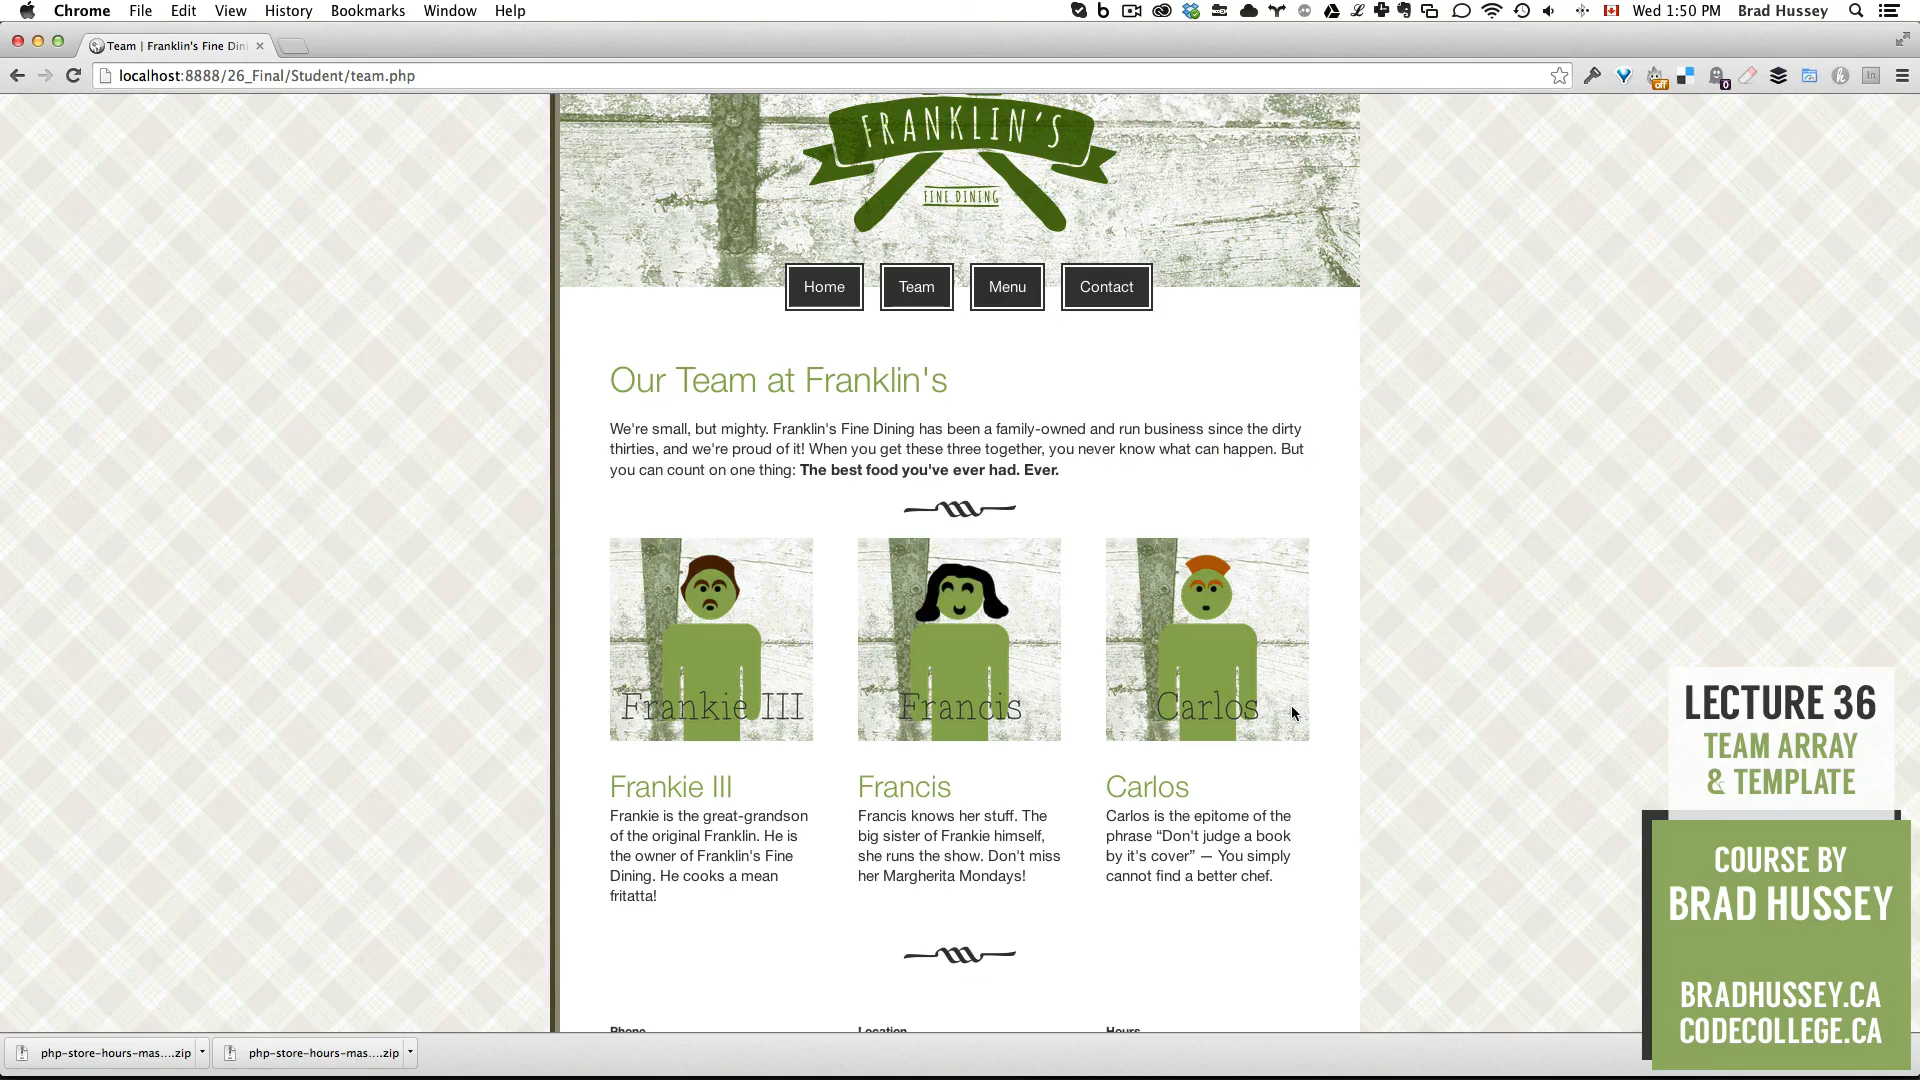 Chrome File Edit View History Bookmarks Window Help Wed 1:50 PM Brad Hussey
Team | Franklin's Fine Din
localhost:8888/26_Final/Student/team.php
off
0
FRANKLIN'S
FINE DINING
Home Team Menu Contact
Our Team at Franklin's
We're small, but mighty. Franklin's Fine Dining has been a family-owned and run business since the dirty
thirties, and we're proud of it! When you get these three together, you never know what can happen. But
you can count on one thing: The best food you've ever had. Ever.
Frankie III Francis Carlos
Frankie III
Frankie is the great-grandson
of the original Franklin. He is
the owner of Franklin's Fine
Dining. He cooks a mean
fritatta!
Francis
Francis knows her stuff. The
big sister of Frankie himself,
she runs the show. Don't miss
her Margherita Mondays!
Carlos
Carlos is the epitome of the
phrase “Don't judge a book
by it's cover” — You simply
cannot find a better chef.
Phone Location Hours
LECTURE 36
TEAM ARRAY
& TEMPLATE
COURSE BY
BRAD HUSSEY
BRADHUSSEY.CA
CODECOLLEGE.CA
php-store-hours-mas....zip php-store-hours-mas....zip